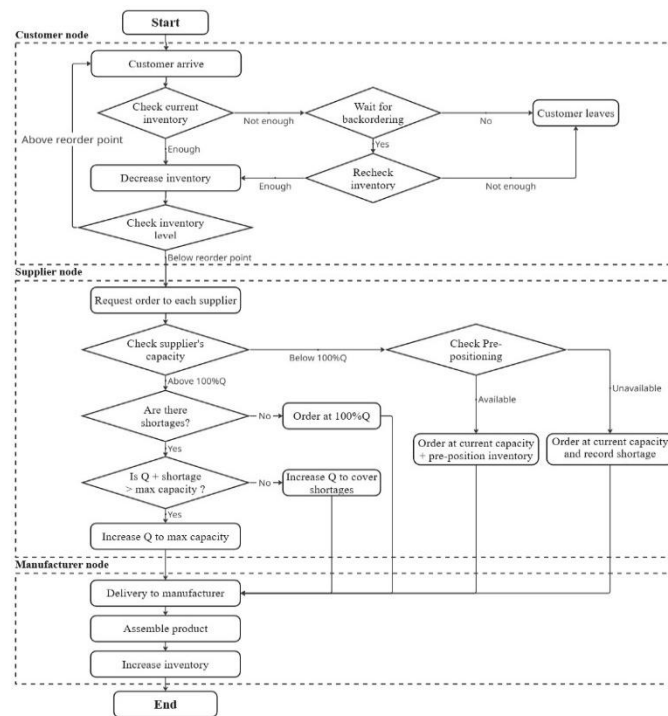 Start
Customer node
Customer arrive
Check current
inventory
Not enough
Wait for
backordering
No
Customer leaves
Above reorder point
Enough
Yes
Decrease inventory
Enough
Recheck
inventory
Not enough
Check inventory
level
Below reorder point
Supplier node
Request order to each supplier
Check supplier's
capacity
Below 100%Q
Check Pre-
positioning
Above 100%Q
Available
Unavailable
Are there
shortages?
No
Order at 100%Q
Yes
Order at current capacity
+ pre-position inventory
Order at current capacity
and record shortage
Is Q + shortage
> max capacity ?
No
Increase Q to cover
shortages
Yes
Increase Q to max capacity
Manufacturer node
Delivery to manufacturer
Assemble product
Increase inventory
End